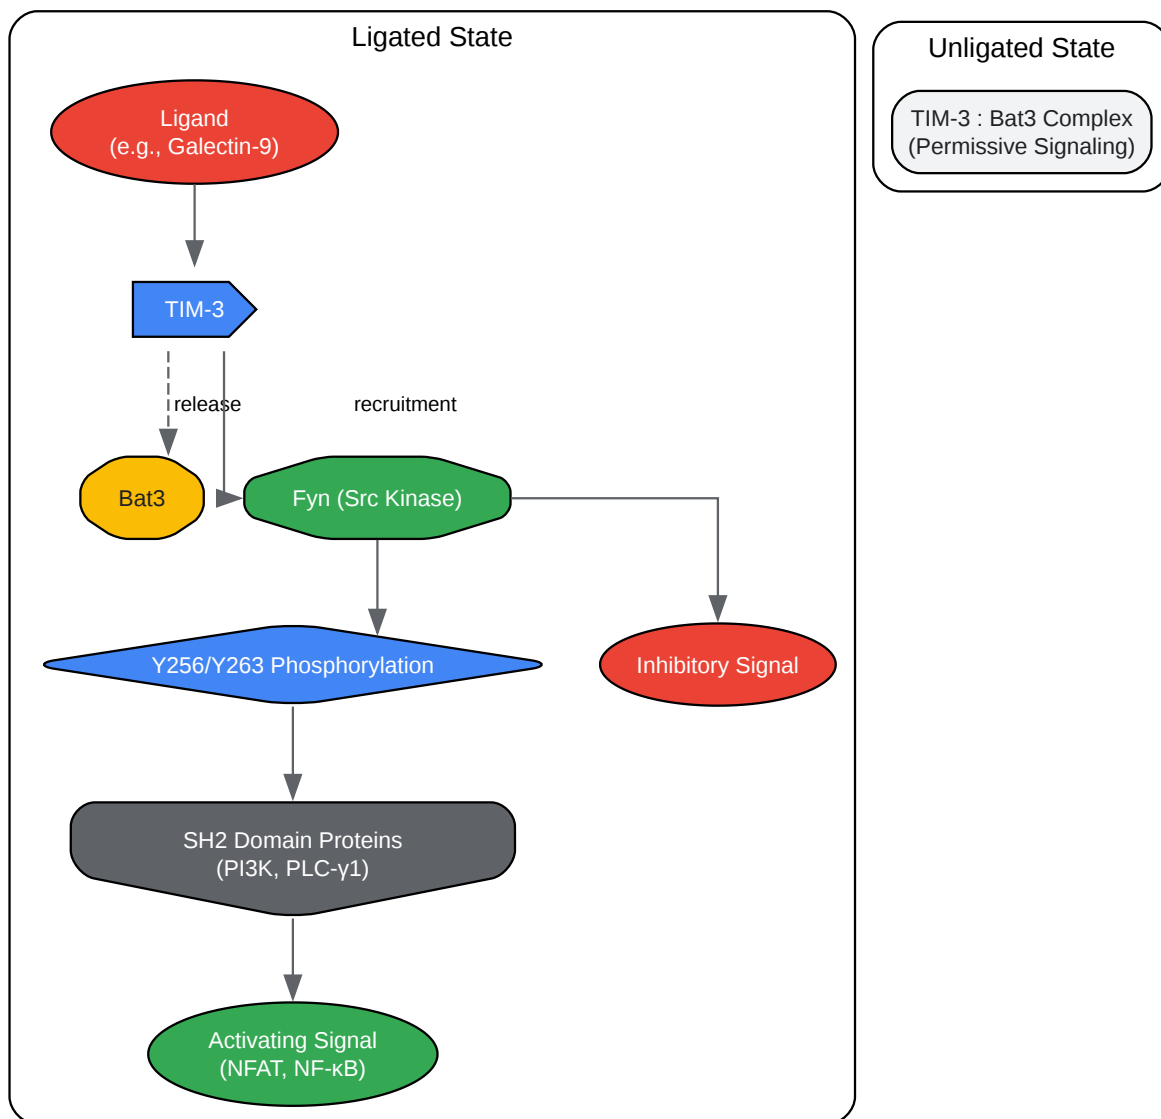 Ligated State
Unligated State
Ligand
(e.g., Galectin-9)
TIM-3 : Bat3 Complex
(Permissive Signaling)
TIM-3
release
recruitment
Bat3
Fyn (Src Kinase)
Y256/Y263 Phosphorylation
Inhibitory Signal
SH2 Domain Proteins
(PI3K, PLC-γ1)
Activating Signal
(NFAT, NF-κB)